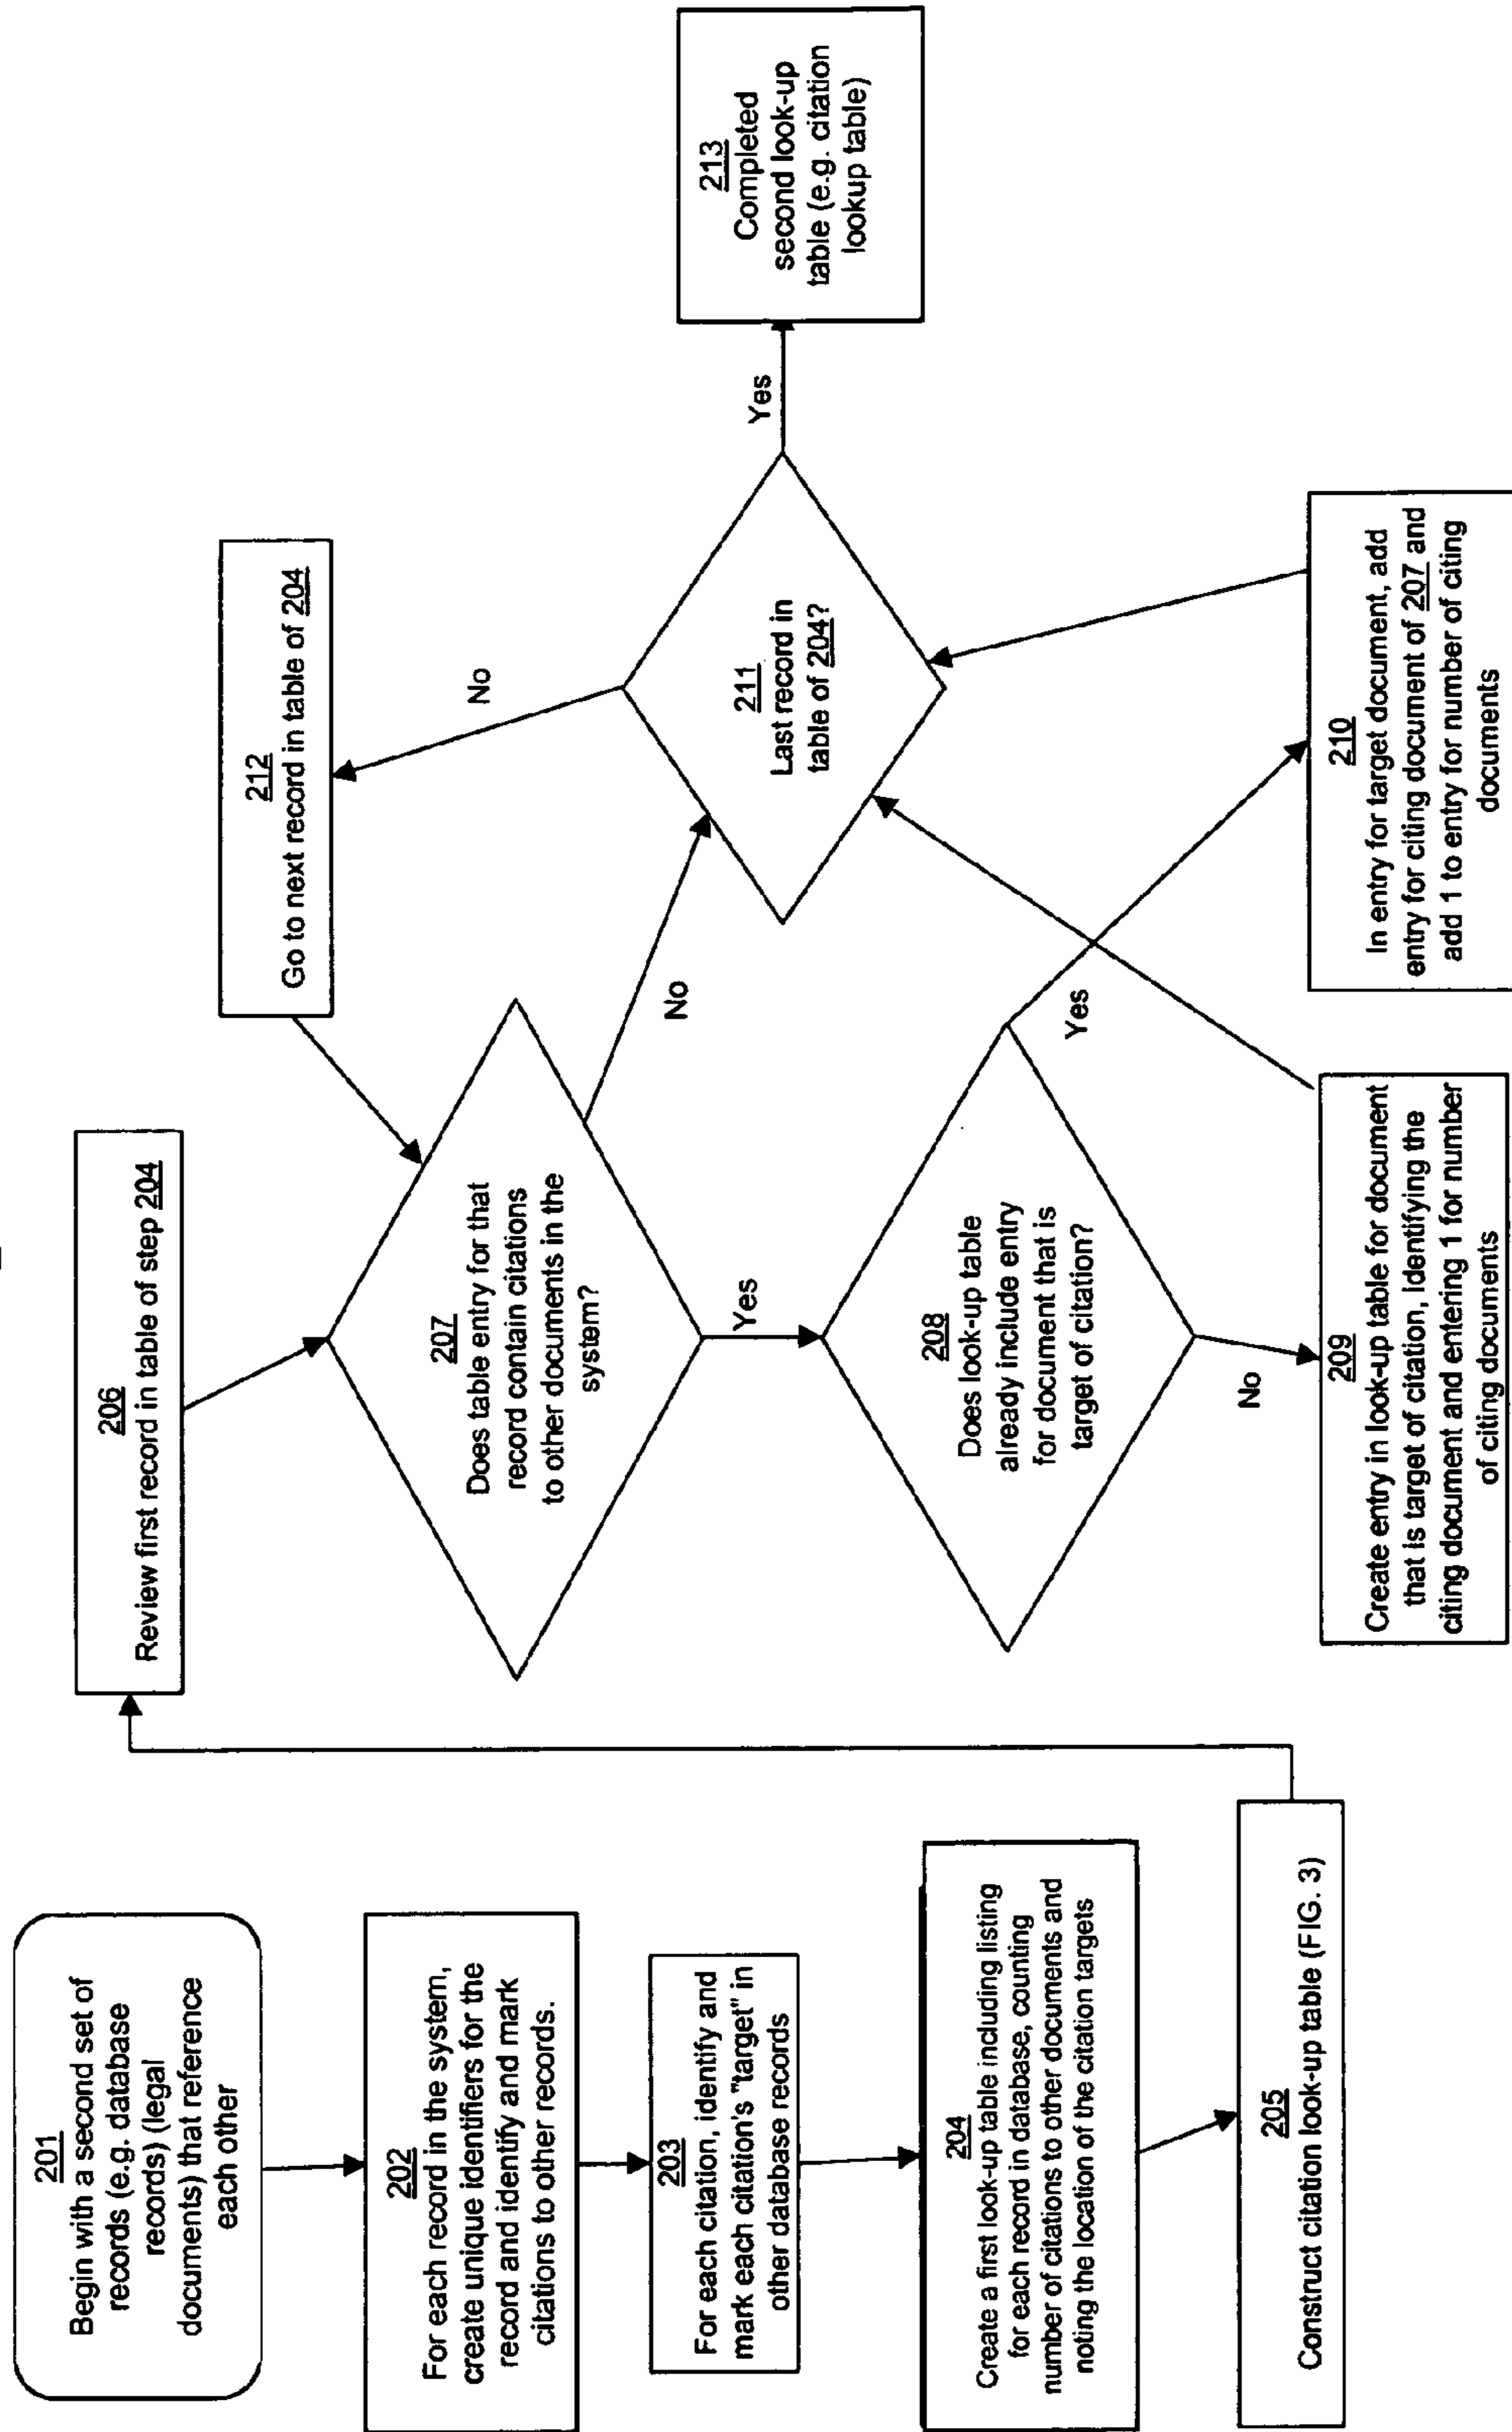 201
Begin with a second set of
records (e.g. database
records) (legal
documents) that reference
each other
202
For each record in the system,
create unique identifiers for the
record and identify and mark
citations to other records.
203
For each citation, identify and
mark each citation's "target" in
other database records
204
Create a first look-up table including listing
for each record in database, counting
number of citations to other documents and
noting the location of the citation targets
205
Construct citation look-up table (FIG. 3)
206
Review first record in table of step 204
207
Does table entry for that
record contain citations
to other documents in the
system?
Yes
No
208
Does look-up table
already include entry
for document that is
target of citation?
No
Yes
209
Create entry in look-up table for document
that is target of citation, identifying the
citing document and entering 1 for number
of citing documents
212
Go to next record in table of 204
No
211
Last record in
table of 204?
Yes
210
In entry for target document, add
entry for citing document of 207 and
add 1 to entry for number of citing
documents
213
Completed
second look-up
table (e.g. citation
lookup table)